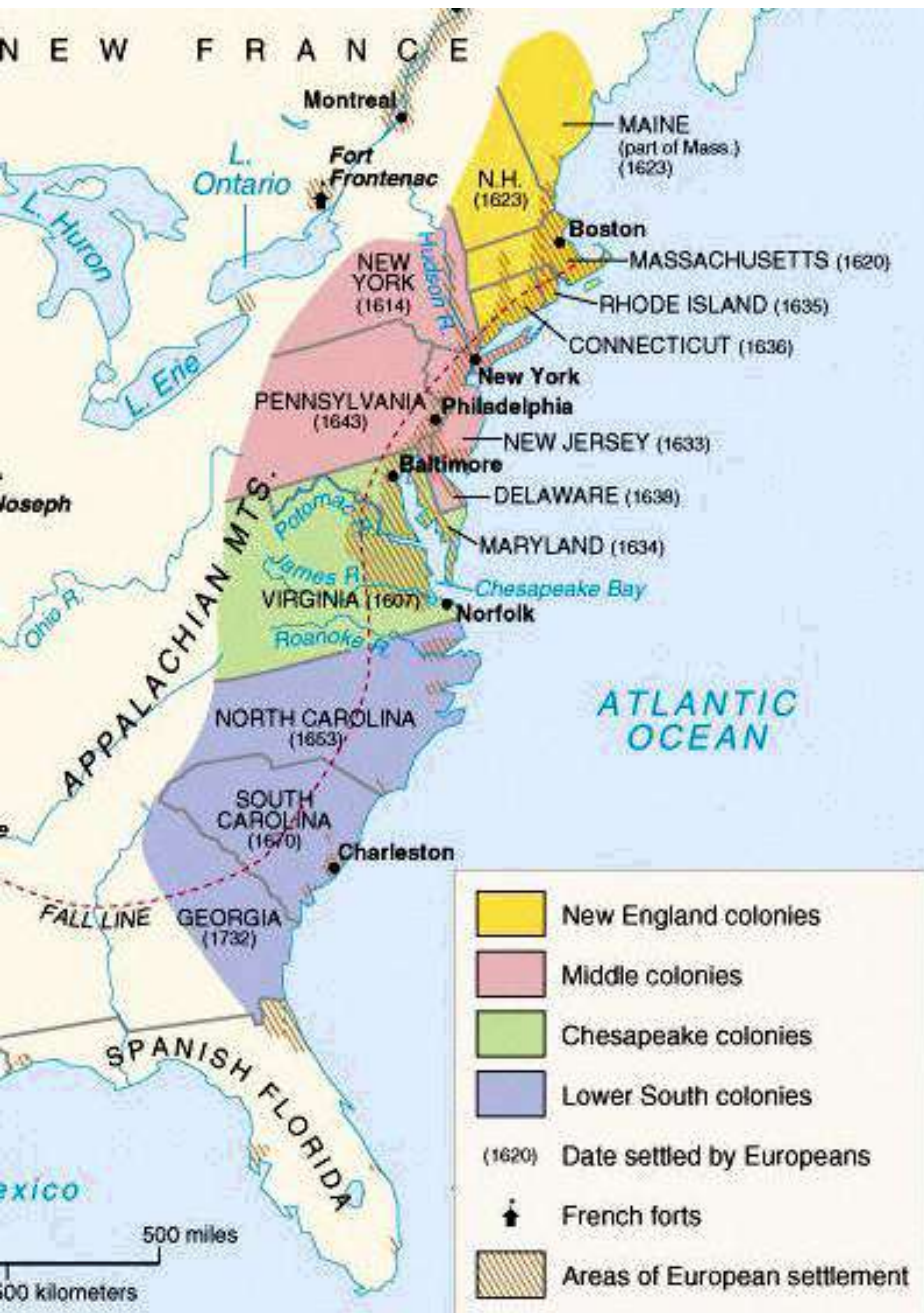 NEW FRANCE
Montreal
Fort
Frontenac
L.
Ontario
L. Huron
L. Erie
MAINE
(part of Mass.)
(1623)
N.H.
(1623)
Boston
MASSACHUSETTS (1620)
RHODE ISLAND (1635)
CONNECTICUT (1636)
NEW
YORK
(1614)
Hudson R.
New York
PENNSYLVANIA
(1643)
Philadelphia
NEW JERSEY (1633)
Baltimore
DELAWARE (1638)
MARYLAND (1634)
Potomac R.
James R.
Chesapeake Bay
VIRGINIA (1607)
Norfolk
Roanoke R.
Joseph
Ohio R.
APPALACHIAN MTS.
ATLANTIC
OCEAN
NORTH CAROLINA
(1653)
SOUTH
CAROLINA
(1670)
Charleston
FALL LINE
GEORGIA
(1732)
SPANISH FLORIDA
exico
500 miles
500 kilometers
New England colonies
Middle colonies
Chesapeake colonies
Lower South colonies
(1620) Date settled by Europeans
French forts
Areas of European settlement